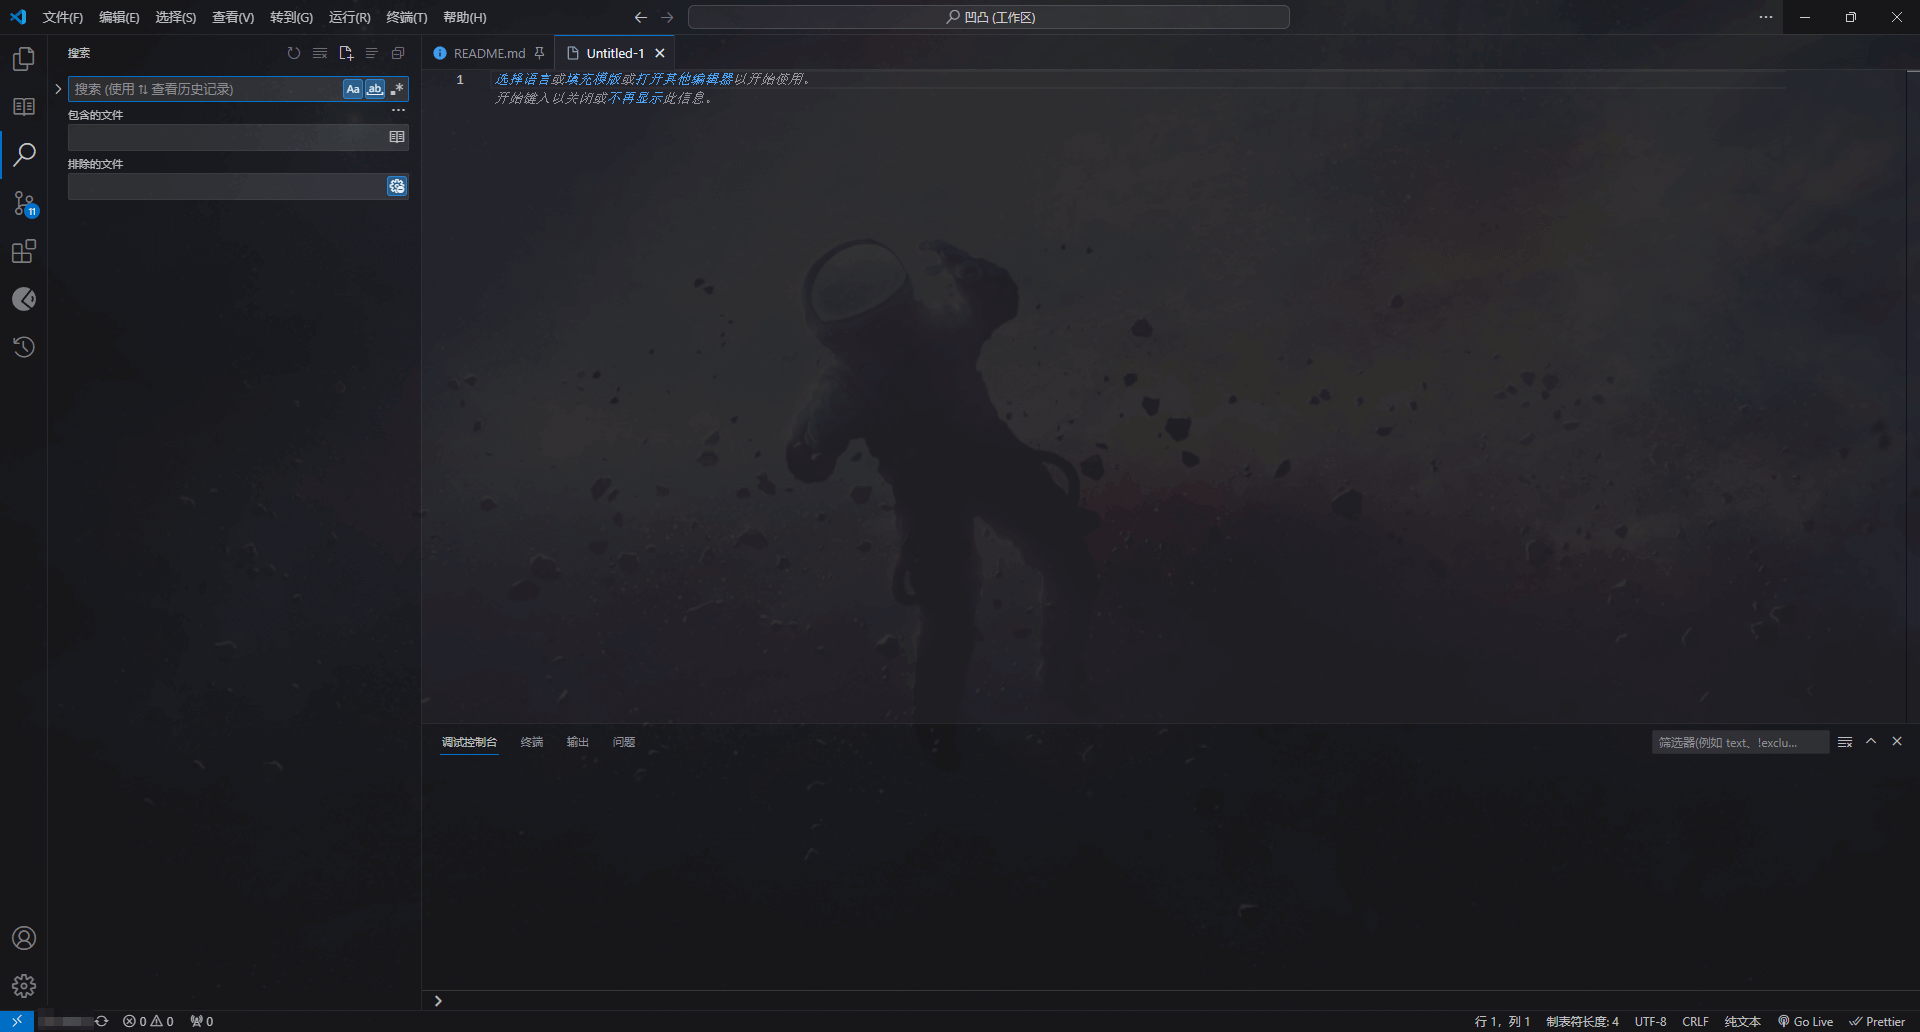 文件(F) 编辑(E) 选择(S) 查看(V) 转到(G) 运行(R) 终端(T) 帮助(H) 凹凸 (工作区)
搜索
README.md Untitled-1
搜索 (使用 ⇅ 查看历史记录) Aa ab .*
包含的文件
排除的文件
11
1 选择语言或填充模版或打开其他编辑器以开始使用。
开始键入以关闭或不再显示此信息。
调试控制台 终端 输出 问题 筛选器(例如 text、!exclu...
0 0 0 行 1，列 1 制表符长度: 4 UTF-8 CRLF 纯文本 Go Live Prettier